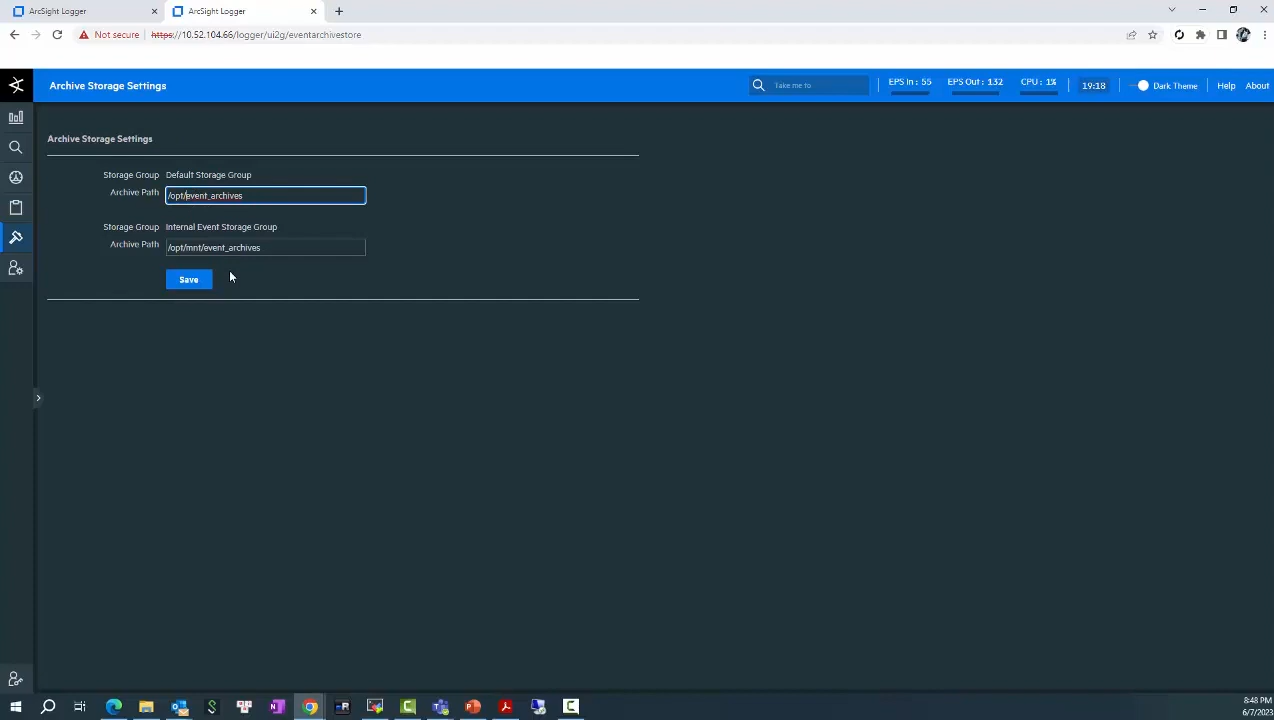 ArcSight Logger
ArcSight Logger
Not secure https://10.52.104.66/logger/ui2g/eventarchivestore
Archive Storage Settings
Take me to
EPS In : 55
EPS Out : 132
CPU : 1%
19:18
Dark Theme
Help
About
Archive Storage Settings
Storage Group Default Storage Group
Archive Path /opt/event_archives
Storage Group Internal Event Storage Group
Archive Path /opt/mnt/event_archives
Save
8:48 PM
6/7/2023